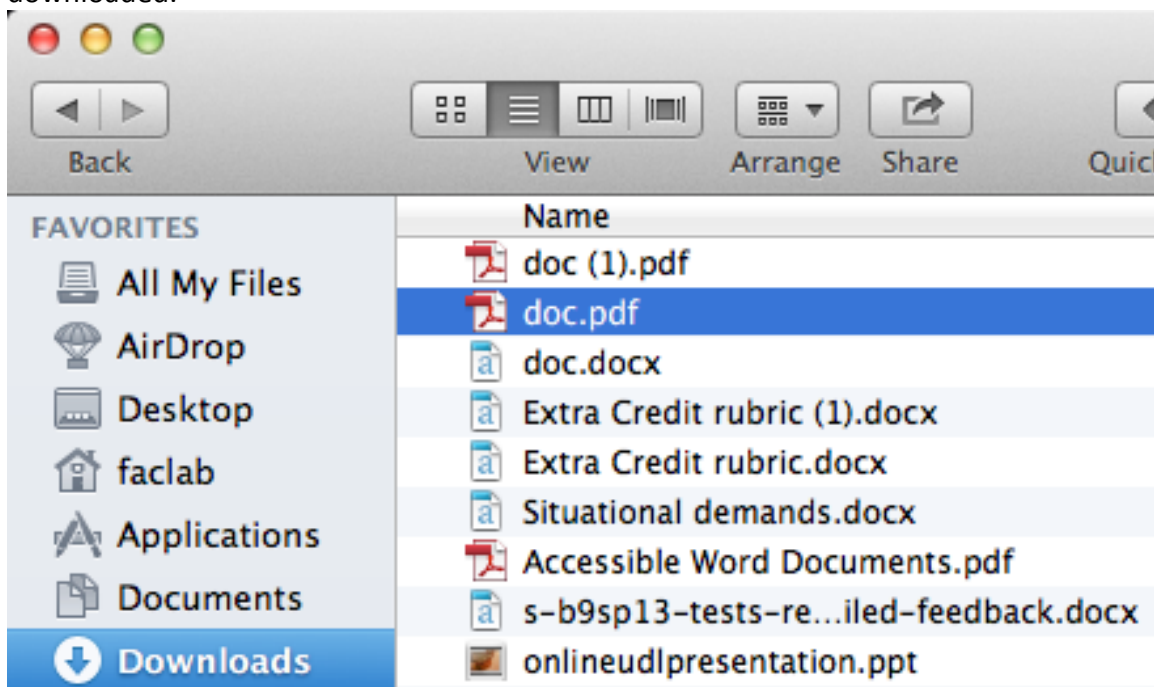 downloaded.
Back
View
Arrange
Share
FAVORITES
All My Files
AirDrop
Desktop
faclab
Applications
Documents
Downloads
Name
doc (1).pdf
doc.pdf
doc.docx
Extra Credit rubric (1).docx
Extra Credit rubric.docx
Situational demands.docx
Accessible Word Documents.pdf
s-b9sp13-tests-re...iled-feedback.docx
onlineudlpresentation.ppt